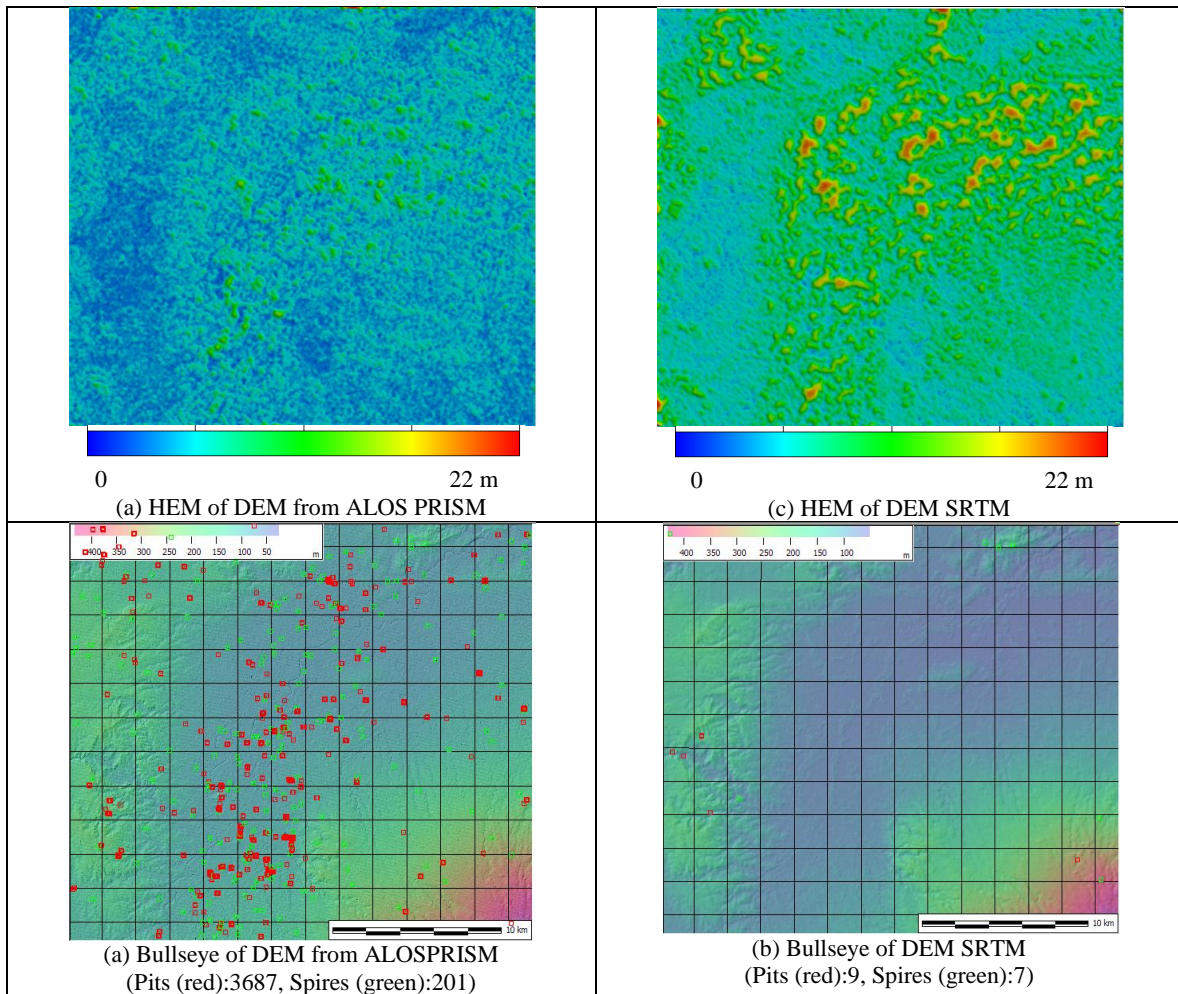 0 22 m
(a) HEM of DEM from ALOS PRISM
0 22 m
(c) HEM of DEM SRTM
400 350 300 250 200 150 100 50 m
10 km
(a) Bullseye of DEM from ALOSPRISM
(Pits (red):3687, Spires (green):201)
400 350 300 250 200 150 100 m
10 km
(b) Bullseye of DEM SRTM
(Pits (red):9, Spires (green):7)